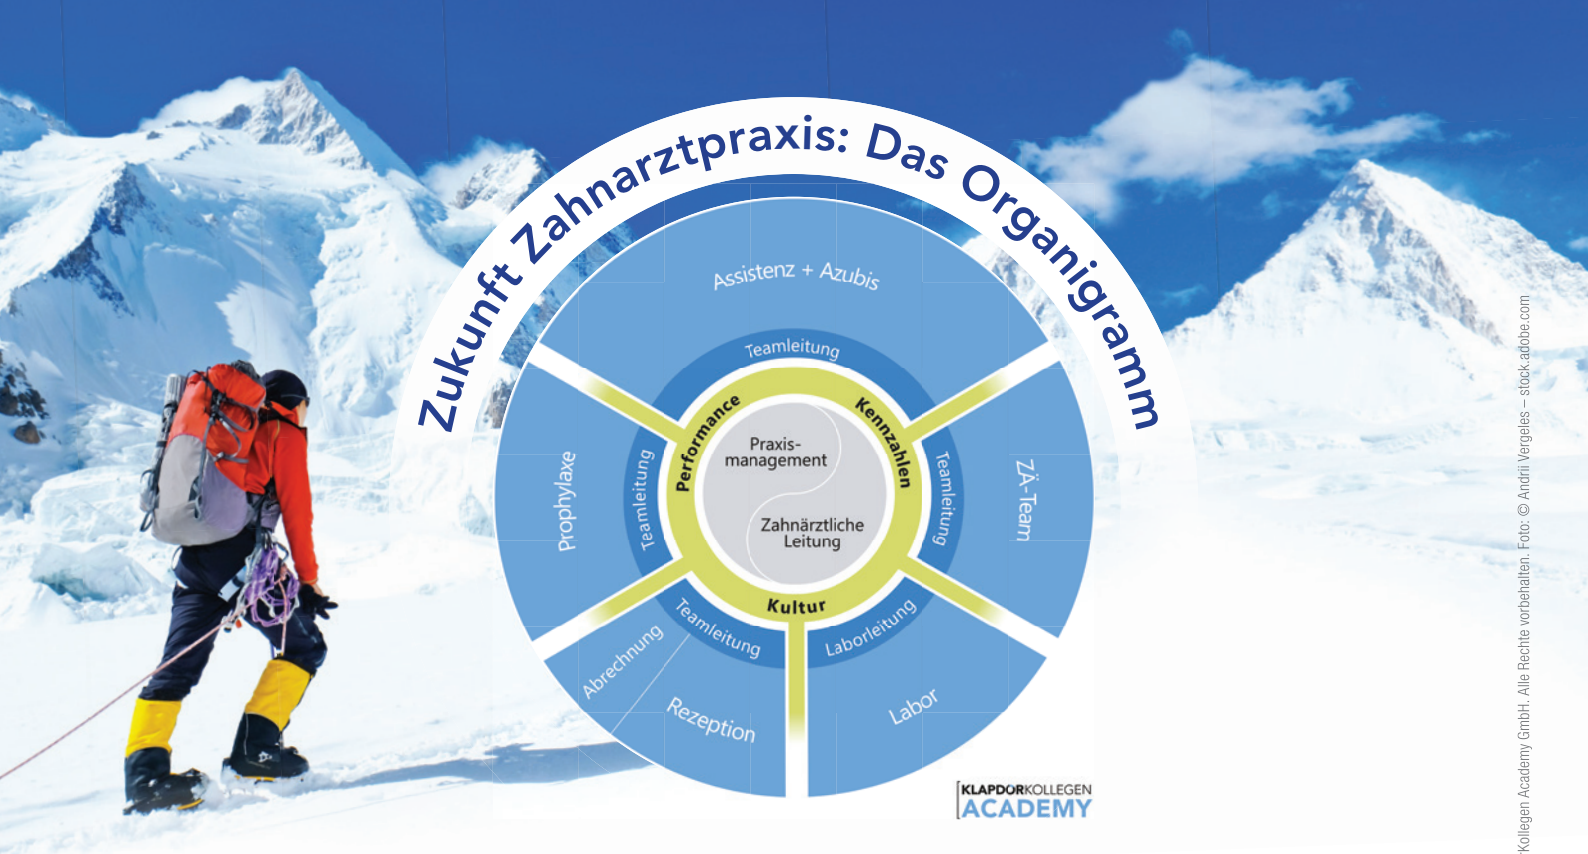 Zukunft Zahnarztpraxis: Das Organigramm
Assistenz + Azubis
Teamleitung
Performance
Kennzahlen
Kultur
Praxis-
management
Zahnärztliche
Leitung
Prophylaxe
Teamleitung
Teamleitung
ZÄ-Team
Teamleitung
Abrechnung
Rezeption
Laborleitung
Labor
KLAPDORKOLLEGEN
ACADEMY
Kollegen Academy GmbH. Alle Rechte vorbehalten. Foto: © Andrii Vergeles – stock.adobe.com